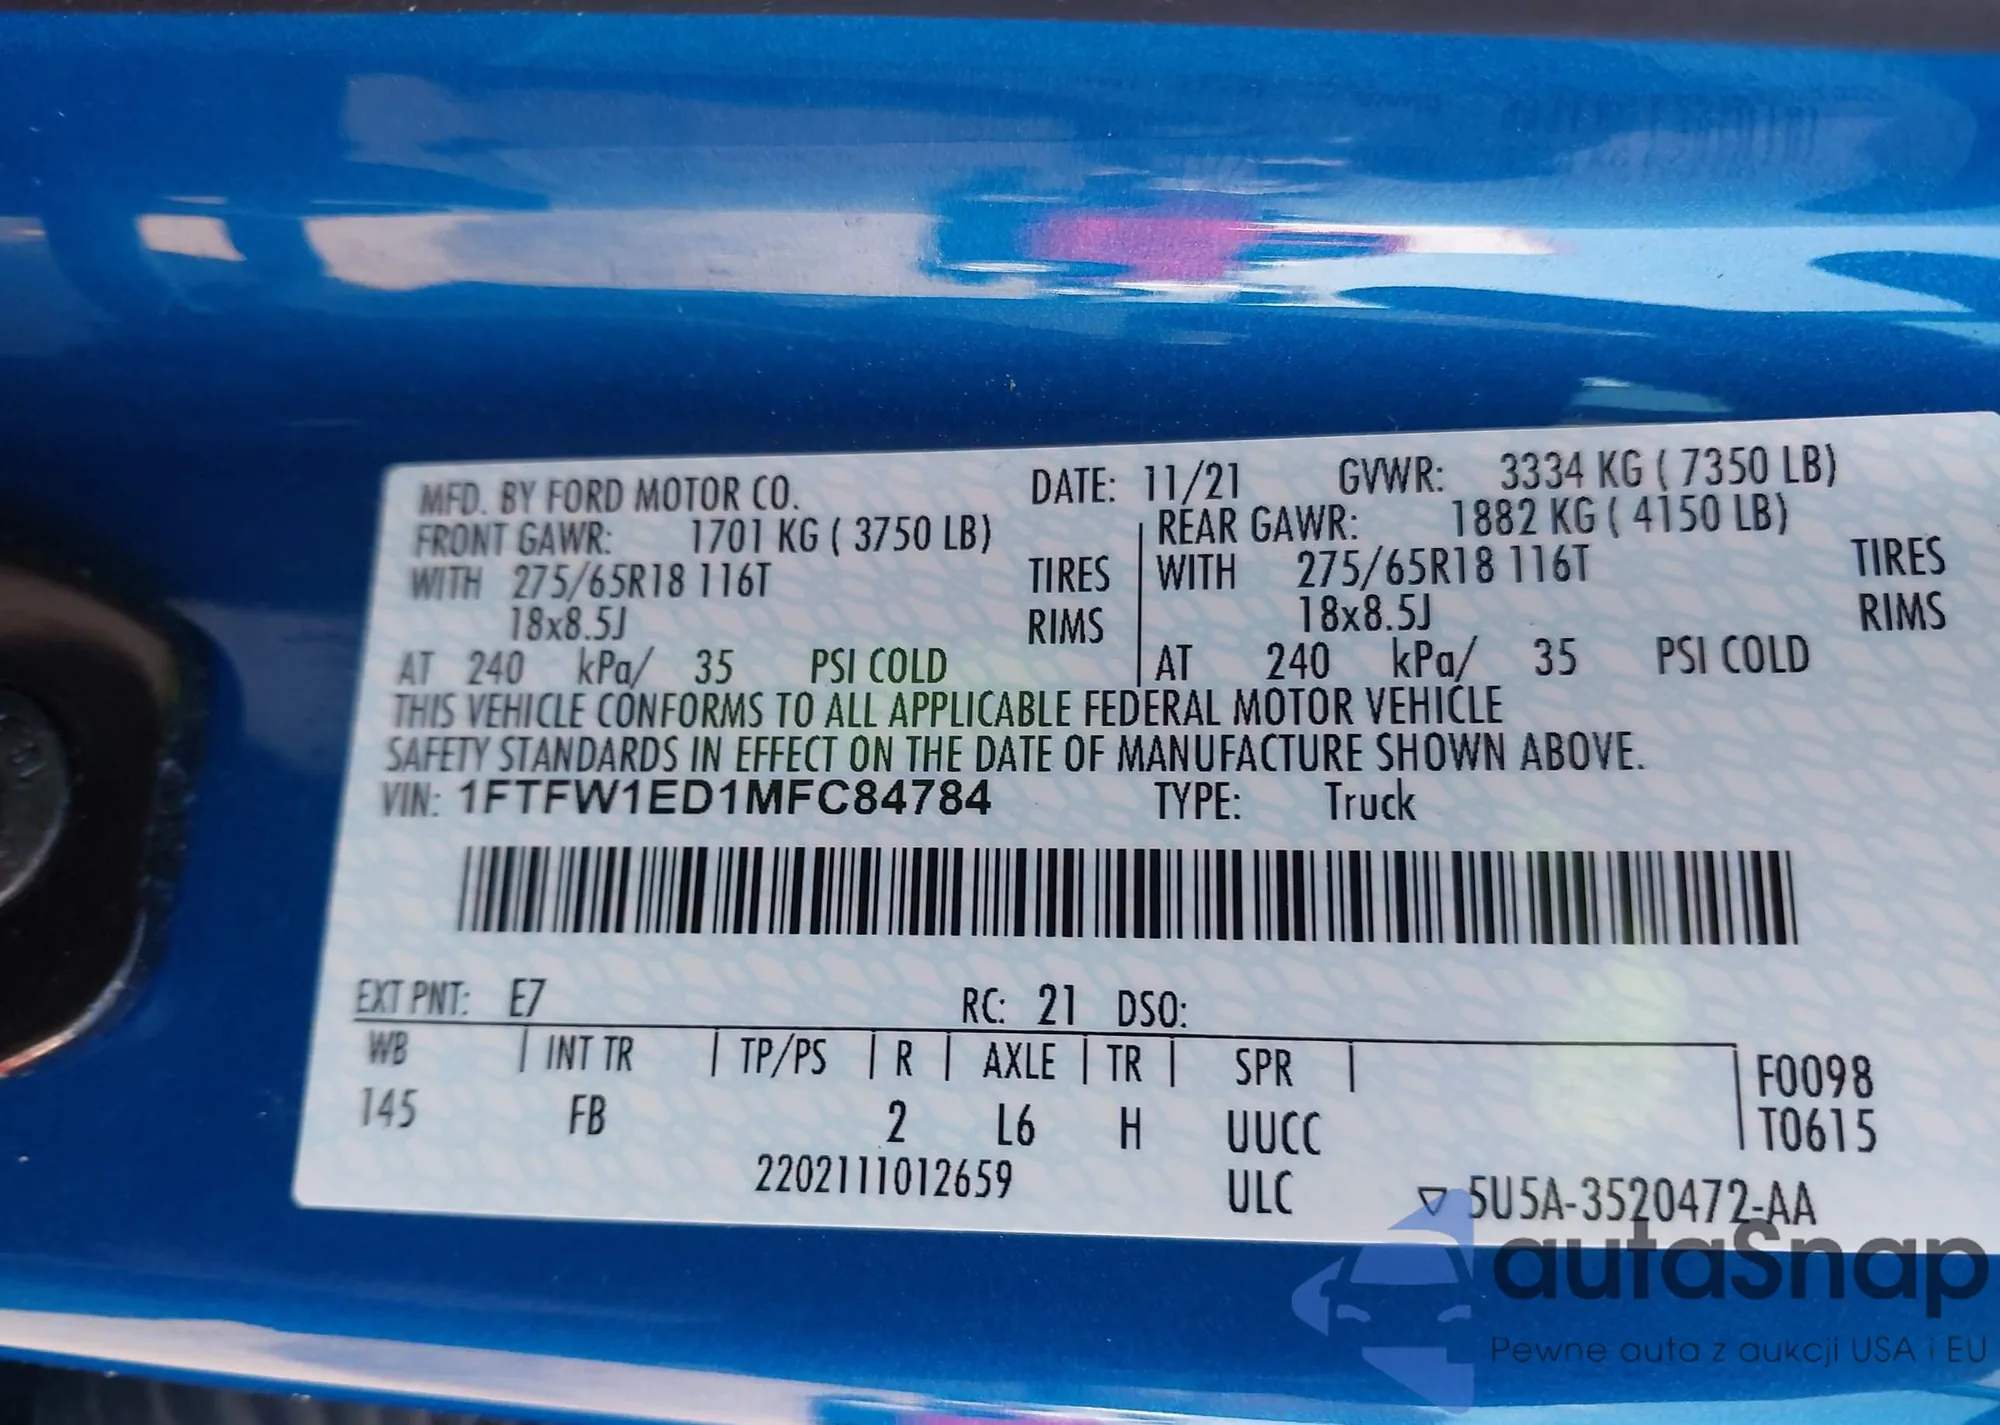 MFD. BY FORD MOTOR CO. DATE: 11/21 GVWR: 3334 KG ( 7350 LB)
FRONT GAWR: 1701 KG ( 3750 LB) REAR GAWR: 1882 KG ( 4150 LB)
WITH 275/65R18 116T TIRES WITH 275/65R18 116T TIRES
18x8.5J RIMS 18x8.5J RIMS
AT 240 kPa/ 35 PSI COLD AT 240 kPa/ 35 PSI COLD
THIS VEHICLE CONFORMS TO ALL APPLICABLE FEDERAL MOTOR VEHICLE
SAFETY STANDARDS IN EFFECT ON THE DATE OF MANUFACTURE SHOWN ABOVE.
VIN: 1FTFW1ED1MFC84784 TYPE: Truck
EXT PNT: E7 RC: 21 DSO:
WB INT TR TP/PS R AXLE TR SPR F0098
145 FB 2 L6 H UUCC T0615
2202111012659 ULC ▽ 5U5A-3520472-AA
autaSnap
Pewne auta z aukcji USA i EU